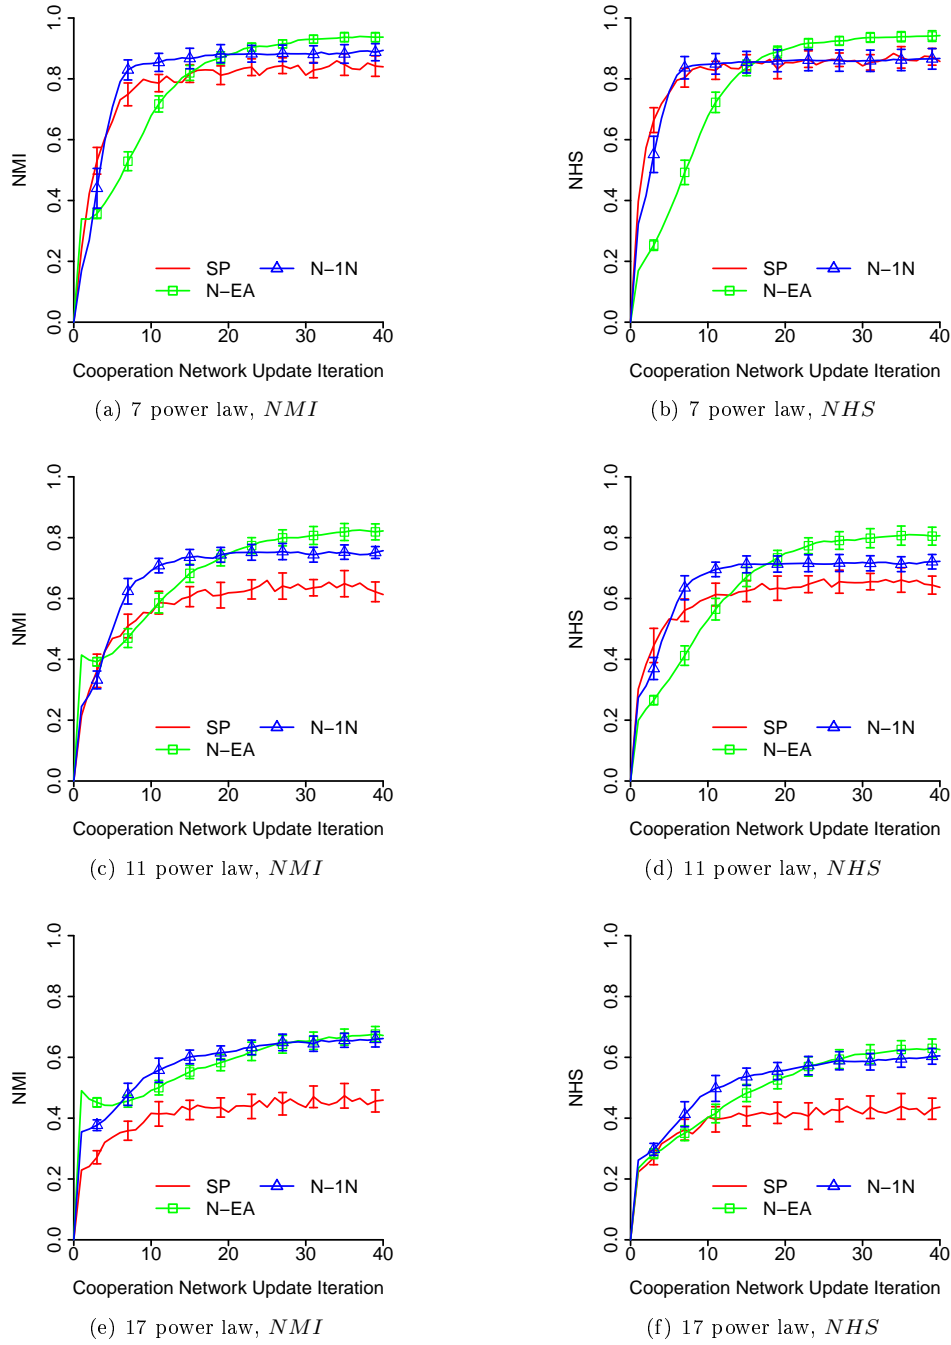 1.0
0.8
0.6
0.4
0.2
0.0
NMI
SP
N−1N
N−EA
0 10 20 30 40
Cooperation Network Update Iteration
(a) 7 power law, NMI
1.0
0.8
0.6
0.4
0.2
0.0
NHS
SP
N−1N
N−EA
0 10 20 30 40
Cooperation Network Update Iteration
(b) 7 power law, NHS
1.0
0.8
0.6
0.4
0.2
0.0
NMI
SP
N−1N
N−EA
0 10 20 30 40
Cooperation Network Update Iteration
(c) 11 power law, NMI
1.0
0.8
0.6
0.4
0.2
0.0
NHS
SP
N−1N
N−EA
0 10 20 30 40
Cooperation Network Update Iteration
(d) 11 power law, NHS
1.0
0.8
0.6
0.4
0.2
0.0
NMI
SP
N−1N
N−EA
0 10 20 30 40
Cooperation Network Update Iteration
(e) 17 power law, NMI
1.0
0.8
0.6
0.4
0.2
0.0
NHS
SP
N−1N
N−EA
0 10 20 30 40
Cooperation Network Update Iteration
(f) 17 power law, NHS